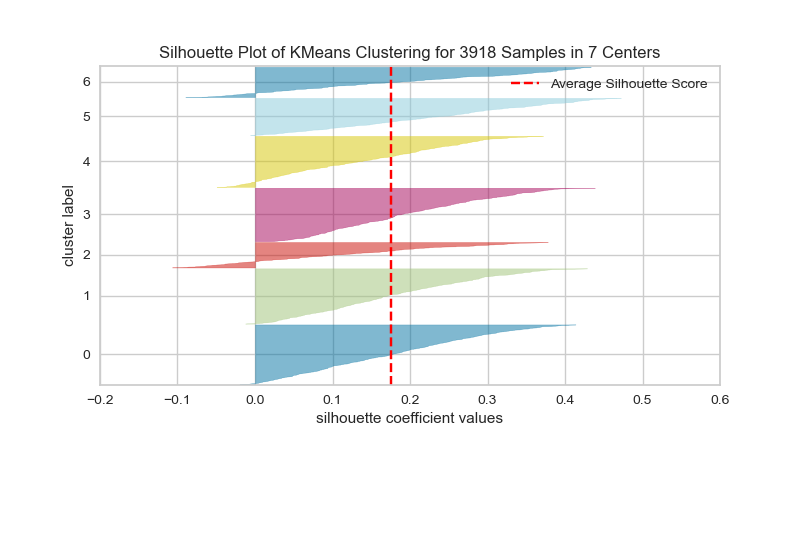 Silhouette Plot of KMeans Clustering for 3918 Samples in 7 Centers
Average Silhouette Score
6
5
4
3
2
1
0
cluster label
−0.2 −0.1 0.0 0.1 0.2 0.3 0.4 0.5 0.6
silhouette coefficient values